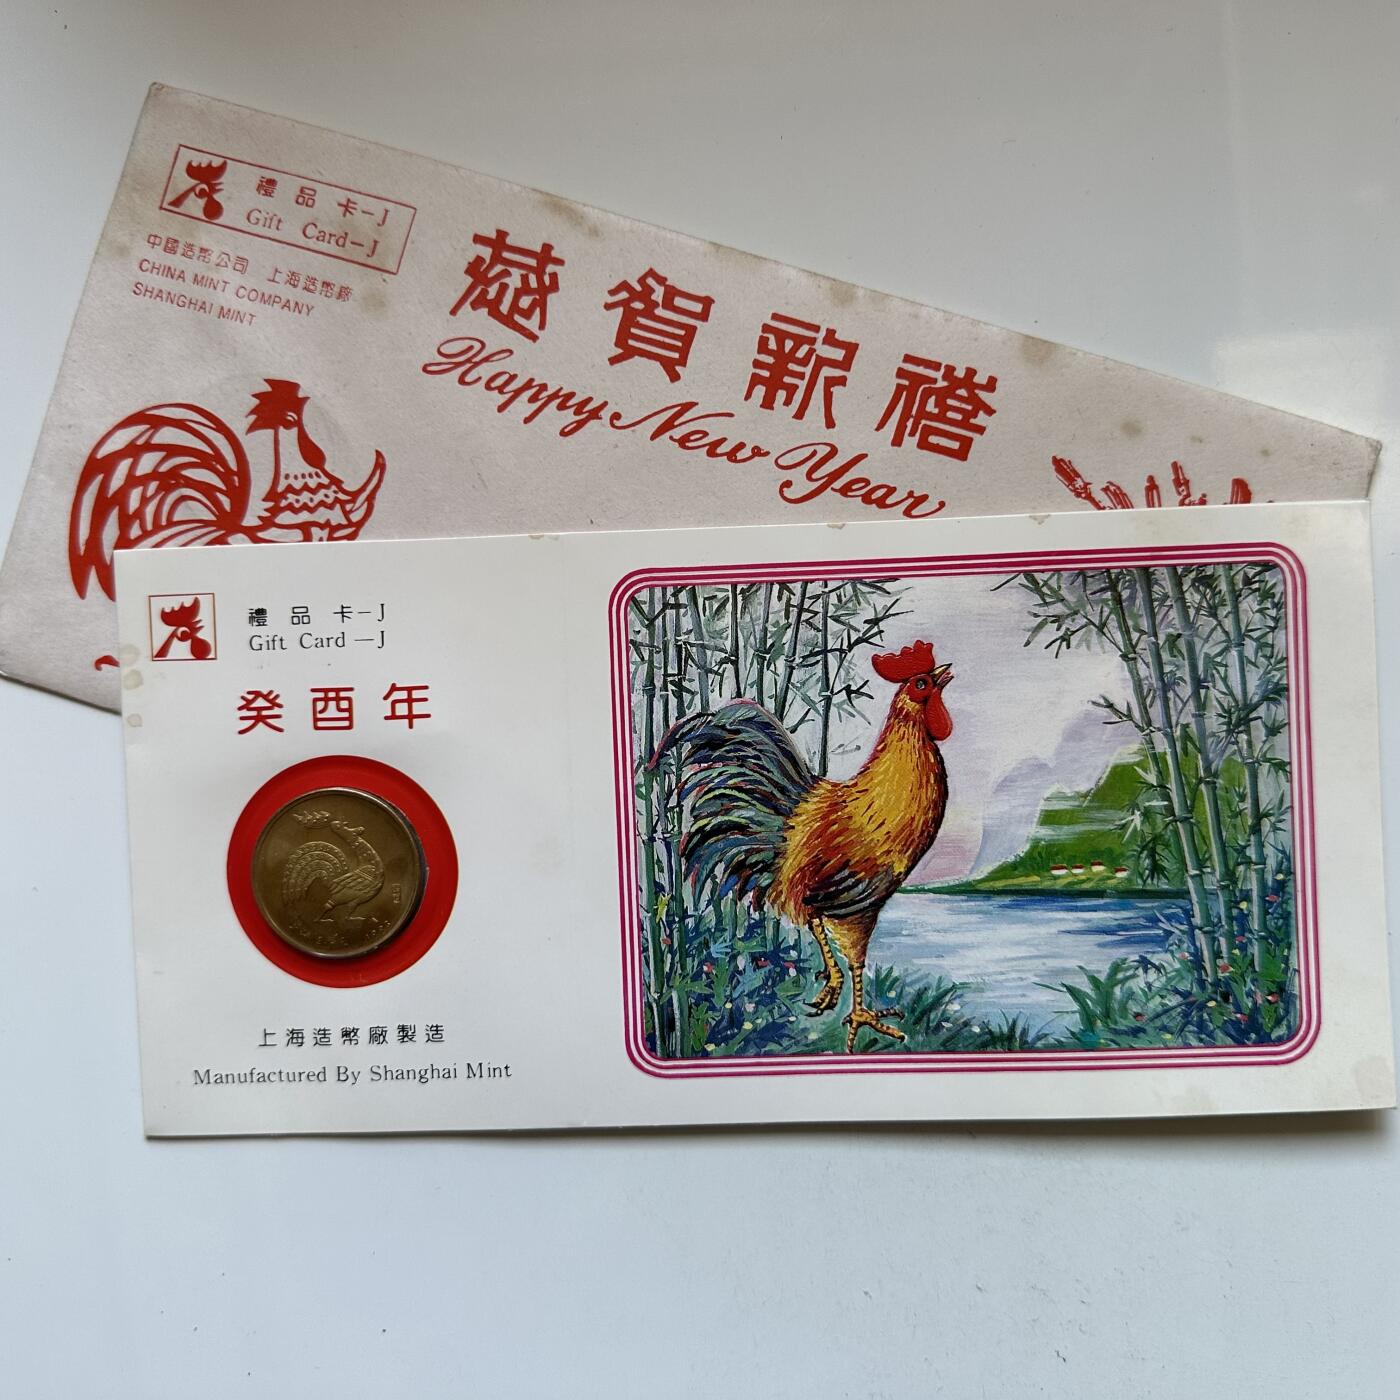 禮品卡-J
Gift Card-J
中國造幣公司 上海造幣廠
CHINA MINT COMPANY
SHANGHAI MINT
恭賀新禧
Happy New Year
禮品卡-J
Gift Card—J
癸酉年
上海造幣廠製造
Manufactured By Shanghai Mint